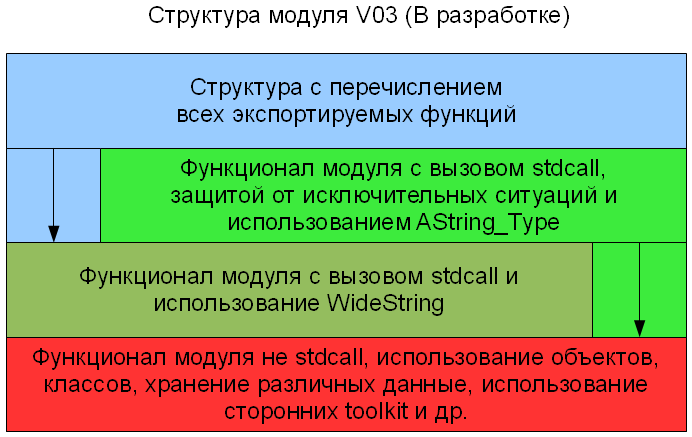 Структура модуля V03 (В разработке)
Структура с перечислением
всех экспортируемых функций
Функционал модуля с вызовом stdcall,
защитой от исключительных ситуаций и
использованием AString_Type
Функционал модуля с вызовом stdcall и
использование WideString
Функционал модуля не stdcall, использование объектов,
классов, хранение различных данные, использование
сторонних toolkit и др.